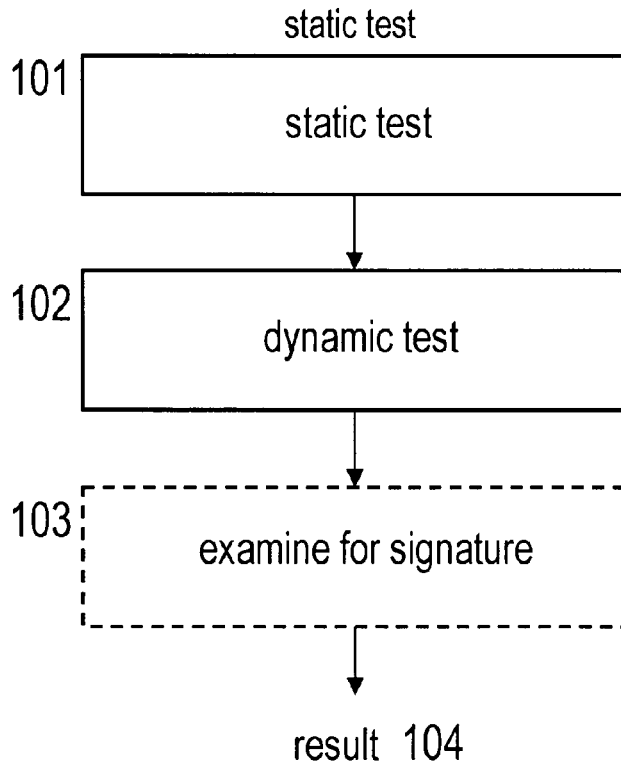 static test
101
static test
102
dynamic test
103
examine for signature
result 104